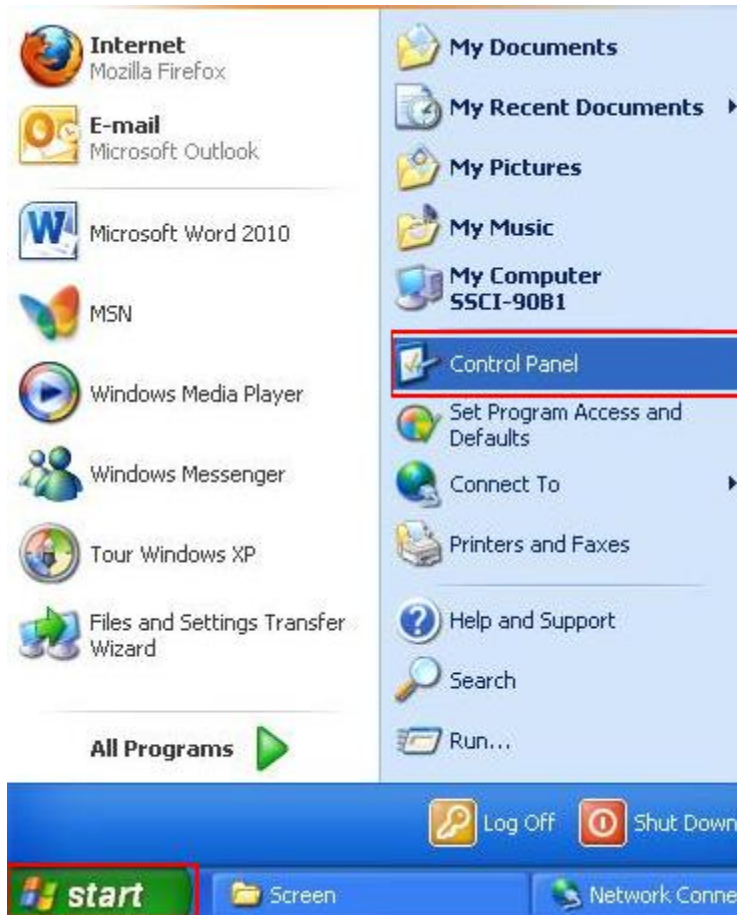 Internet
Mozilla Firefox
E-mail
Microsoft Outlook
Microsoft Word 2010
MSN
Windows Media Player
Windows Messenger
Tour Windows XP
Files and Settings Transfer
Wizard
All Programs
My Documents
My Recent Documents
My Pictures
My Music
My Computer
SSCI-90B1
Control Panel
Set Program Access and
Defaults
Connect To
Printers and Faxes
Help and Support
Search
Run...
Log Off
Shut Down
start
Screen
Network Conne